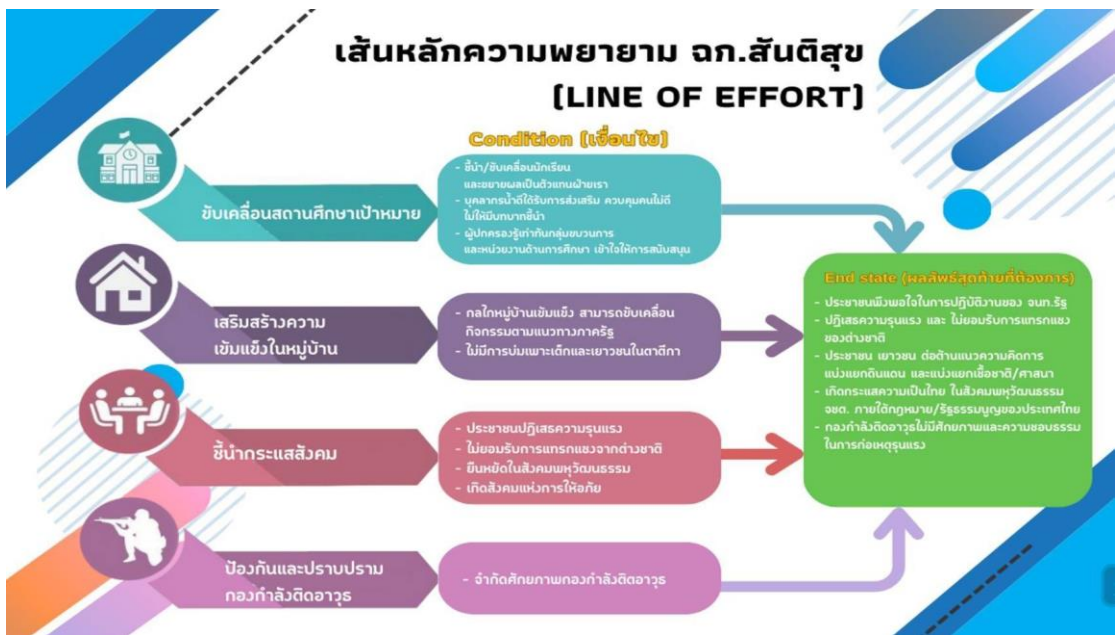 เส้นหลักความพยายาม ฉก.สันติสุข
(LINE OF EFFORT)
Condition (เงื่อนไข)
ขับเคลื่อนสถานศึกษาเป้าหมาย
- ชี้นำ/ขับเคลื่อนนักเรียน
และขยายผลเป็นตัวแทนฝ่ายเรา
- บุคลากรน้ำดีได้รับการส่งเสริม ควบคุมคนไม่ดี
ไม่ให้มีบทบาทชี้นำ
- ผู้ปกครองรู้เท่าทันกลุ่มขบวนการ
และหน่วยงานด้านการศึกษา เข้าใจให้การสนับสนุน
เสริมสร้างความ
เข้มแข็งในหมู่บ้าน
- กลไกหมู่บ้านเข้มแข็ง สามารถขับเคลื่อน
กิจกรรมตามแนวทางภาครัฐ
- ไม่มีการบ่มเพาะเด็กและเยาวชนในตาดีกา
ชี้นำกระแสสังคม
- ประชาชนปฏิเสธความรุนแรง
- ไม่ยอมรับการแทรกแซงจากต่างชาติ
- ยืนหยัดในสังคมพหุวัฒนธรรม
- เกิดสังคมแห่งการให้อภัย
ป้องกันและปราบปราม
กองกำลังติดอาวุธ
- จำกัดศักยภาพกองกำลังติดอาวุธ
End state (ผลลัพธ์สุดท้ายที่ต้องการ)
- ประชาชนพึงพอใจในการปฏิบัติงานของ จนท.รัฐ
- ปฏิเสธความรุนแรง และ ไม่ยอมรับการแทรกแซง
ของต่างชาติ
- ประชาชน เยาวชน ต่อต้านแนวความคิดการ
แบ่งแยกดินแดน และแบ่งแยกเชื้อชาติ/ศาสนา
- เกิดกระแสความเป็นไทย ในสังคมพหุวัฒนธรรม
จชต. ภายใต้กฎหมาย/รัฐธรรมนูญของประเทศไทย
- กองกำลังติดอาวุธไม่มีศักยภาพและความชอบธรรม
ในการก่อเหตุรุนแรง